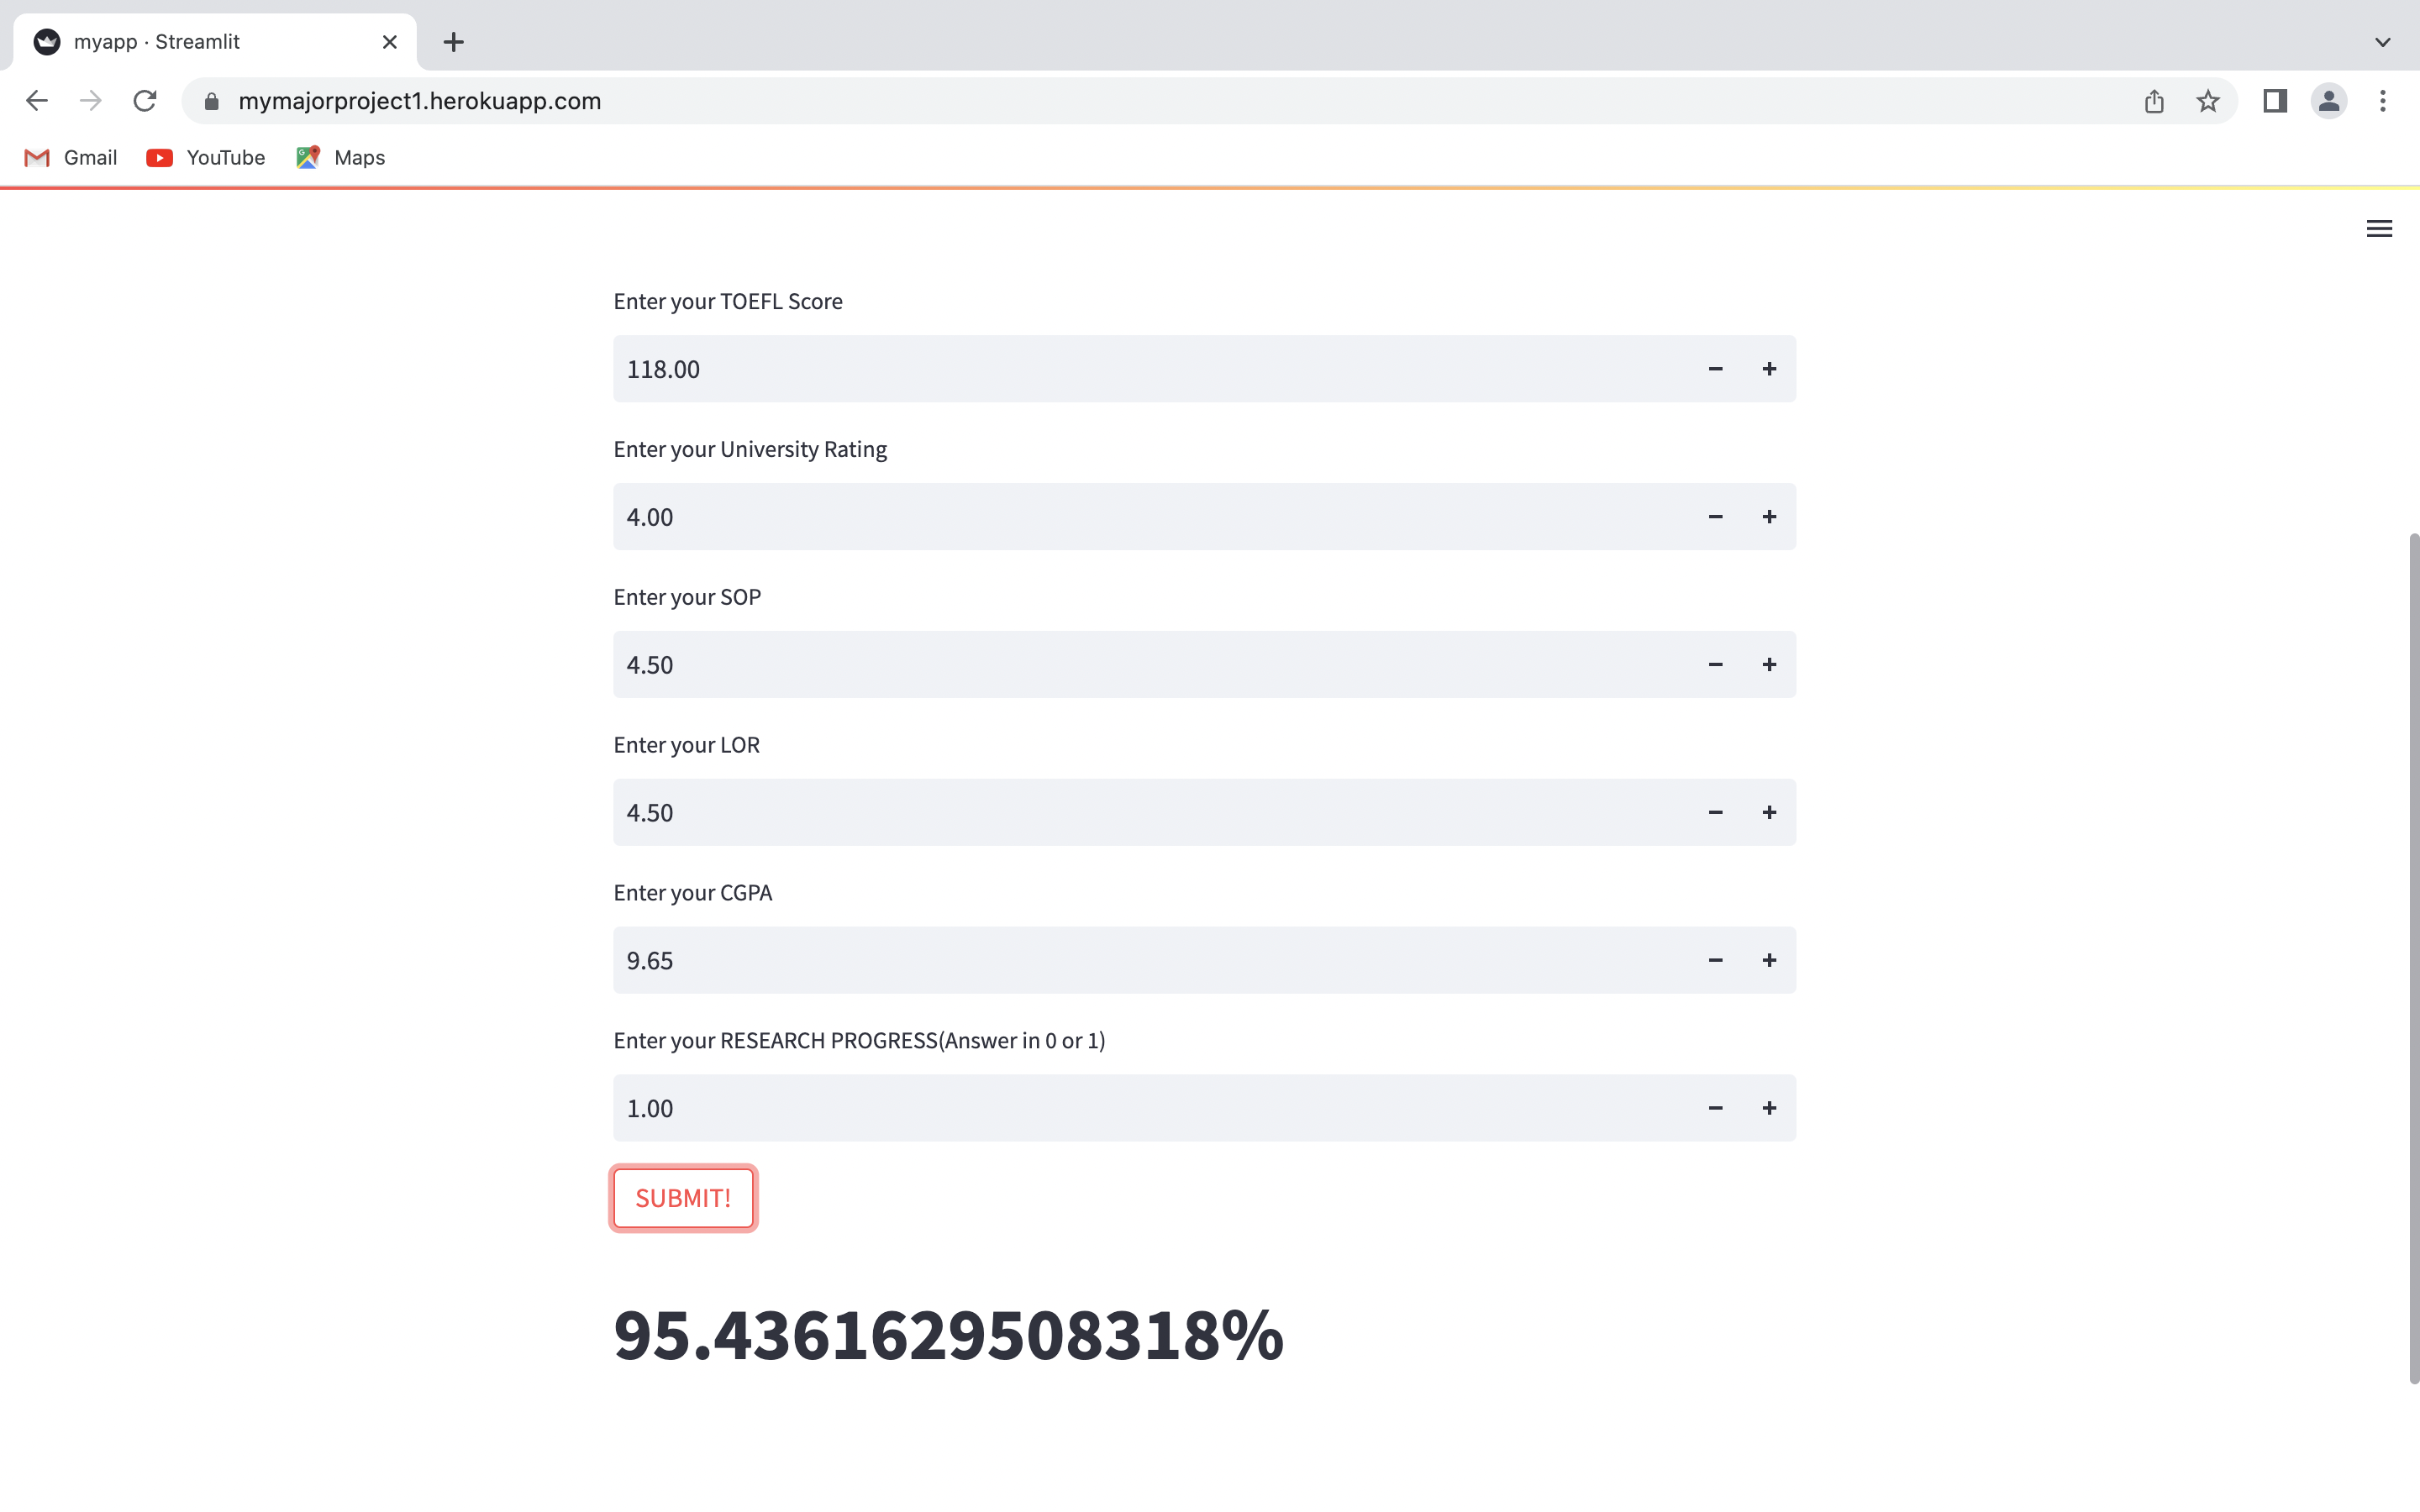 myapp · Streamlit
mymajorproject1.herokuapp.com
Gmail YouTube Maps
Enter your TOEFL Score
118.00
Enter your University Rating
4.00
Enter your SOP
4.50
Enter your LOR
4.50
Enter your CGPA
9.65
Enter your RESEARCH PROGRESS(Answer in 0 or 1)
1.00
SUBMIT!
95.4361629508318%